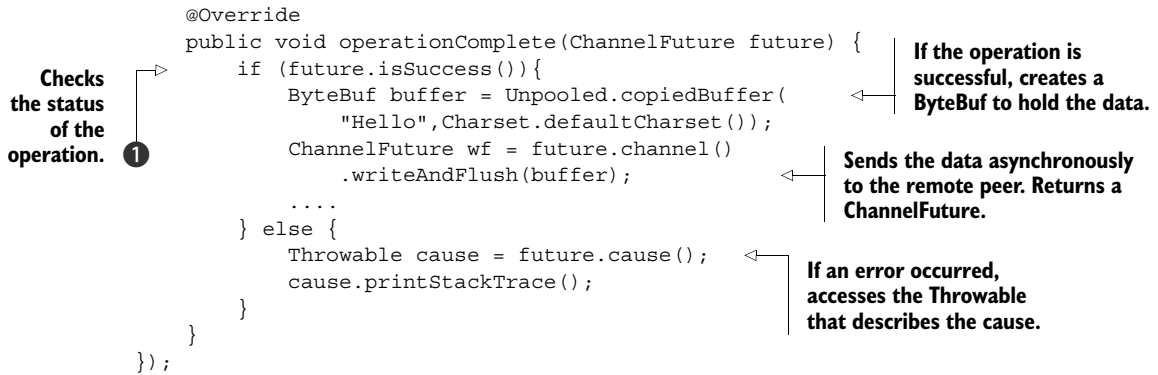 @Override
public void operationComplete(ChannelFuture future) {
if (future.isSuccess()){
ByteBuf buffer = Unpooled.copiedBuffer(
"Hello",Charset.defaultCharset());
ChannelFuture wf = future.channel()
.writeAndFlush(buffer);
....
} else {
Throwable cause = future.cause();
cause.printStackTrace();
}
}
});
Checks
the status
of the
operation.
1
If the operation is
successful, creates a
ByteBuf to hold the data.
Sends the data asynchronously
to the remote peer. Returns a
ChannelFuture.
If an error occurred,
accesses the Throwable
that describes the cause.